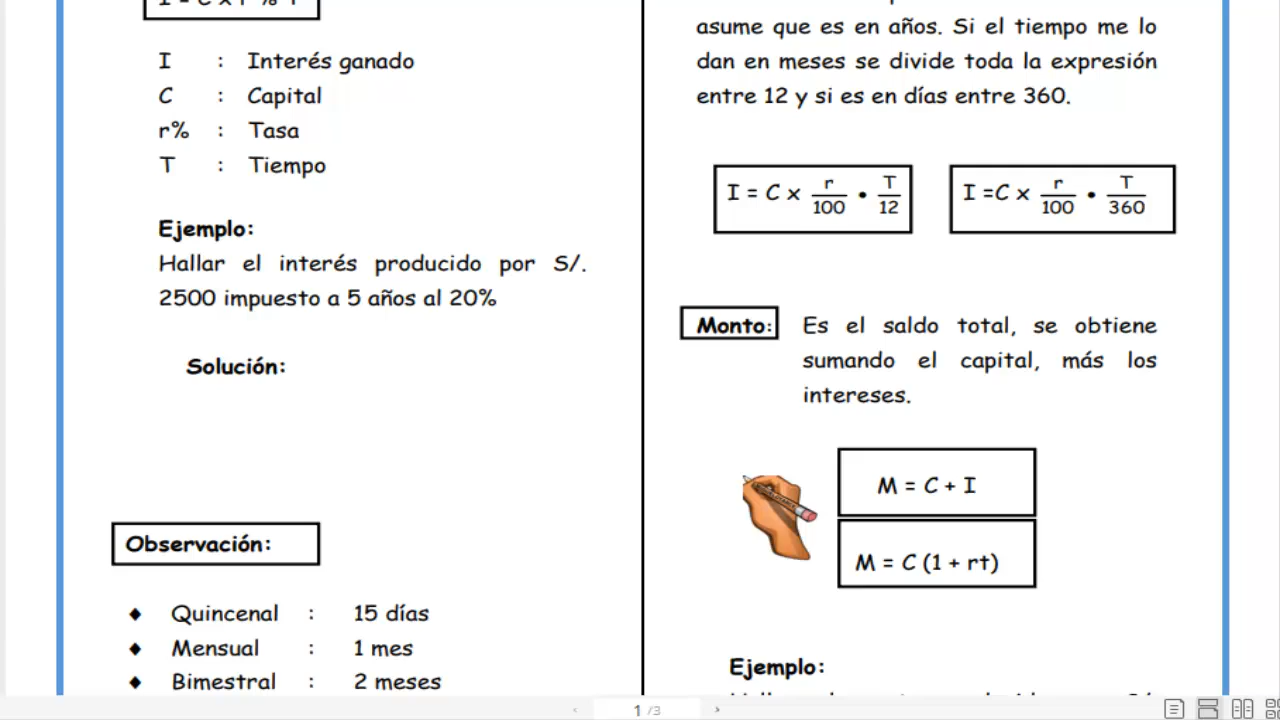 I = C x r % T
I : Interés ganado
C : Capital
r% : Tasa
T : Tiempo
Ejemplo:
Hallar el interés producido por S/.
2500 impuesto a 5 años al 20%
Solución:
Observación:
♦ Quincenal : 15 días
♦ Mensual : 1 mes
♦ Bimestral : 2 meses
asume que es en años. Si el tiempo me lo
dan en meses se divide toda la expresión
entre 12 y si es en días entre 360.
I = C x r/100 • T/12
I =C x r/100 • T/360
Monto: Es el saldo total, se obtiene
sumando el capital, más los
intereses.
M = C + I
M = C (1 + rt)
Ejemplo:
1 /3